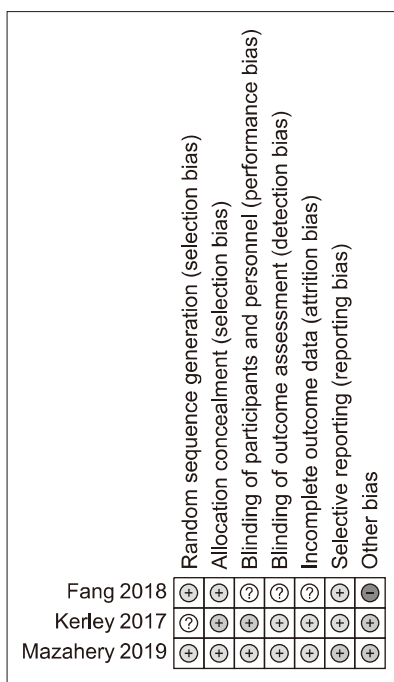 Random sequence generation (selection bias)
Allocation concealment (selection bias)
Blinding of participants and personnel (performance bias)
Blinding of outcome assessment (detection bias)
Incomplete outcome data (attrition bias)
Selective reporting (reporting bias)
Other bias
Fang 2018 + + ? ? ? + −
Kerley 2017 ? + + + + + +
Mazahery 2019 + + + + + + +